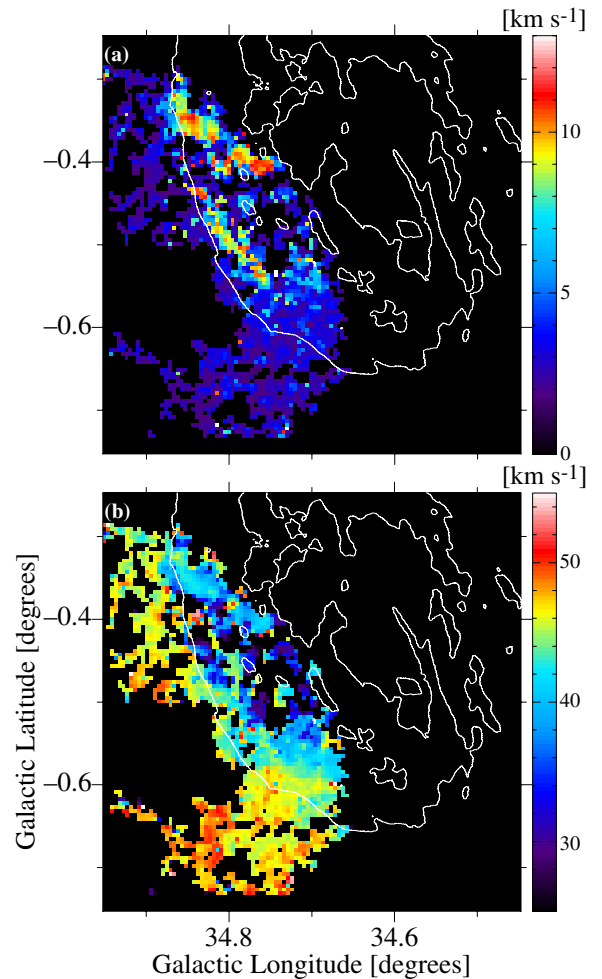 [km s-1]
(a)
10
−0.4
5
−0.6
0
[km s-1]
(b)
50
−0.4
40
−0.6
30
Galactic Latitude [degrees]
34.8
34.6
Galactic Longitude [degrees]